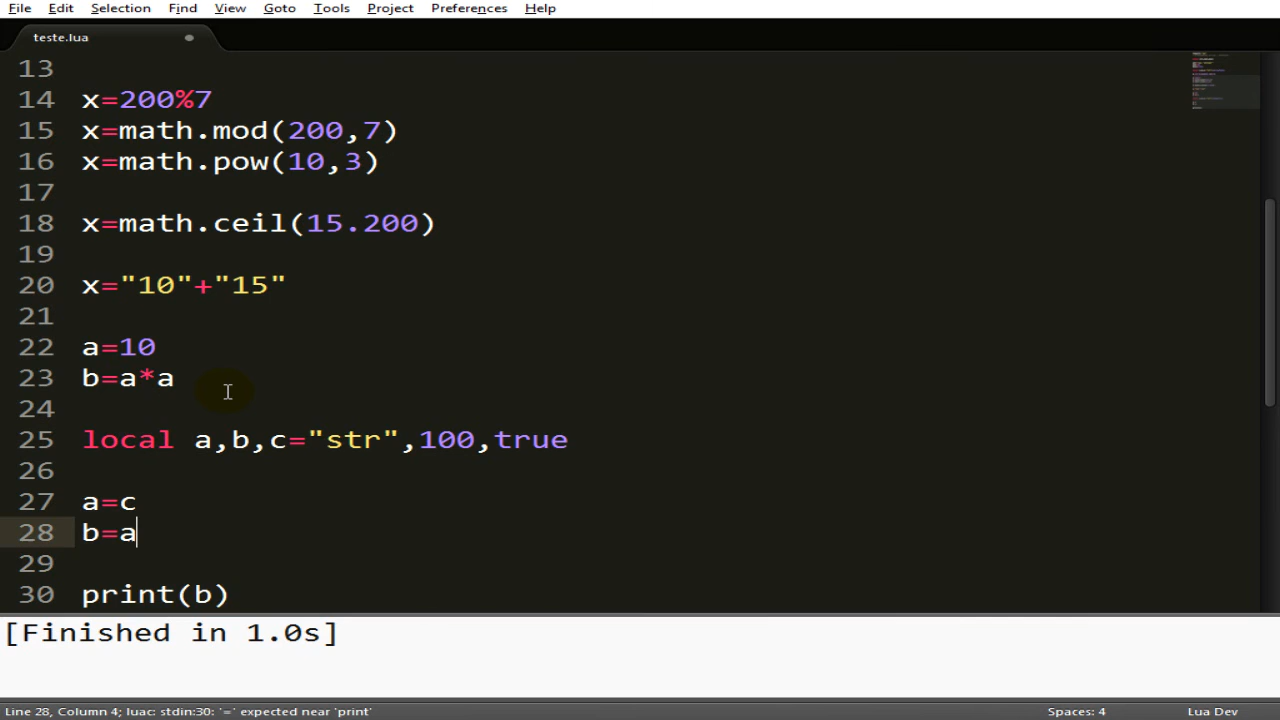 File Edit Selection Find View Goto Tools Project Preferences Help
teste.lua
13
14 x=200%7
15 x=math.mod(200,7)
16 x=math.pow(10,3)
17
18 x=math.ceil(15.200)
19
20 x="10"+"15"
21
22 a=10
23 b=a*a
24
25 local a,b,c="str",100,true
26
27 a=c
28 b=a
29
30 print(b)
[Finished in 1.0s]
Line 28, Column 4; luac: stdin:30: '=' expected near 'print' Spaces: 4 Lua Dev